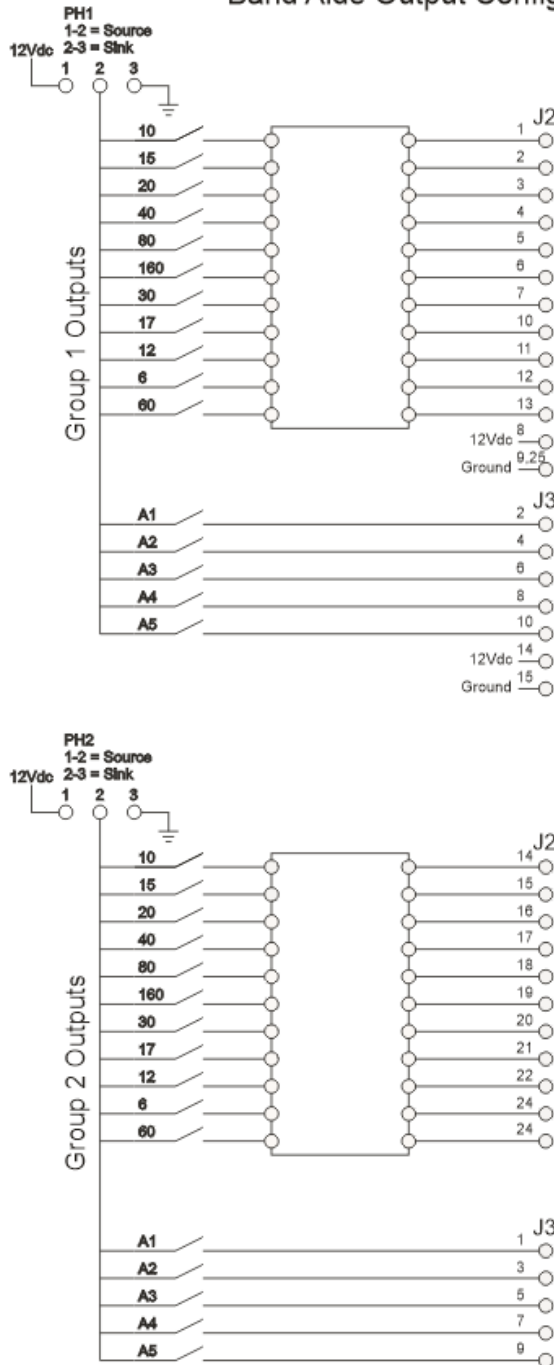 Band Aide Output Config
PH1
1-2 = Source
12Vdc 2-3 = Sink
1 2 3
J2
10 1
15 2
20 3
40 4
80 5
160 6
30 7
17 10
12 11
6 12
60 13
12Vdc 8
Ground 9,25
Group 1 Outputs
J3
A1 2
A2 4
A3 6
A4 8
A5 10
12Vdc 14
Ground 15
PH2
1-2 = Source
12Vdc 2-3 = Sink
1 2 3
J2
10 14
15 15
20 16
40 17
80 18
160 19
30 20
17 21
12 22
6 24
60 24
Group 2 Outputs
J3
A1 1
A2 3
A3 5
A4 7
A5 9